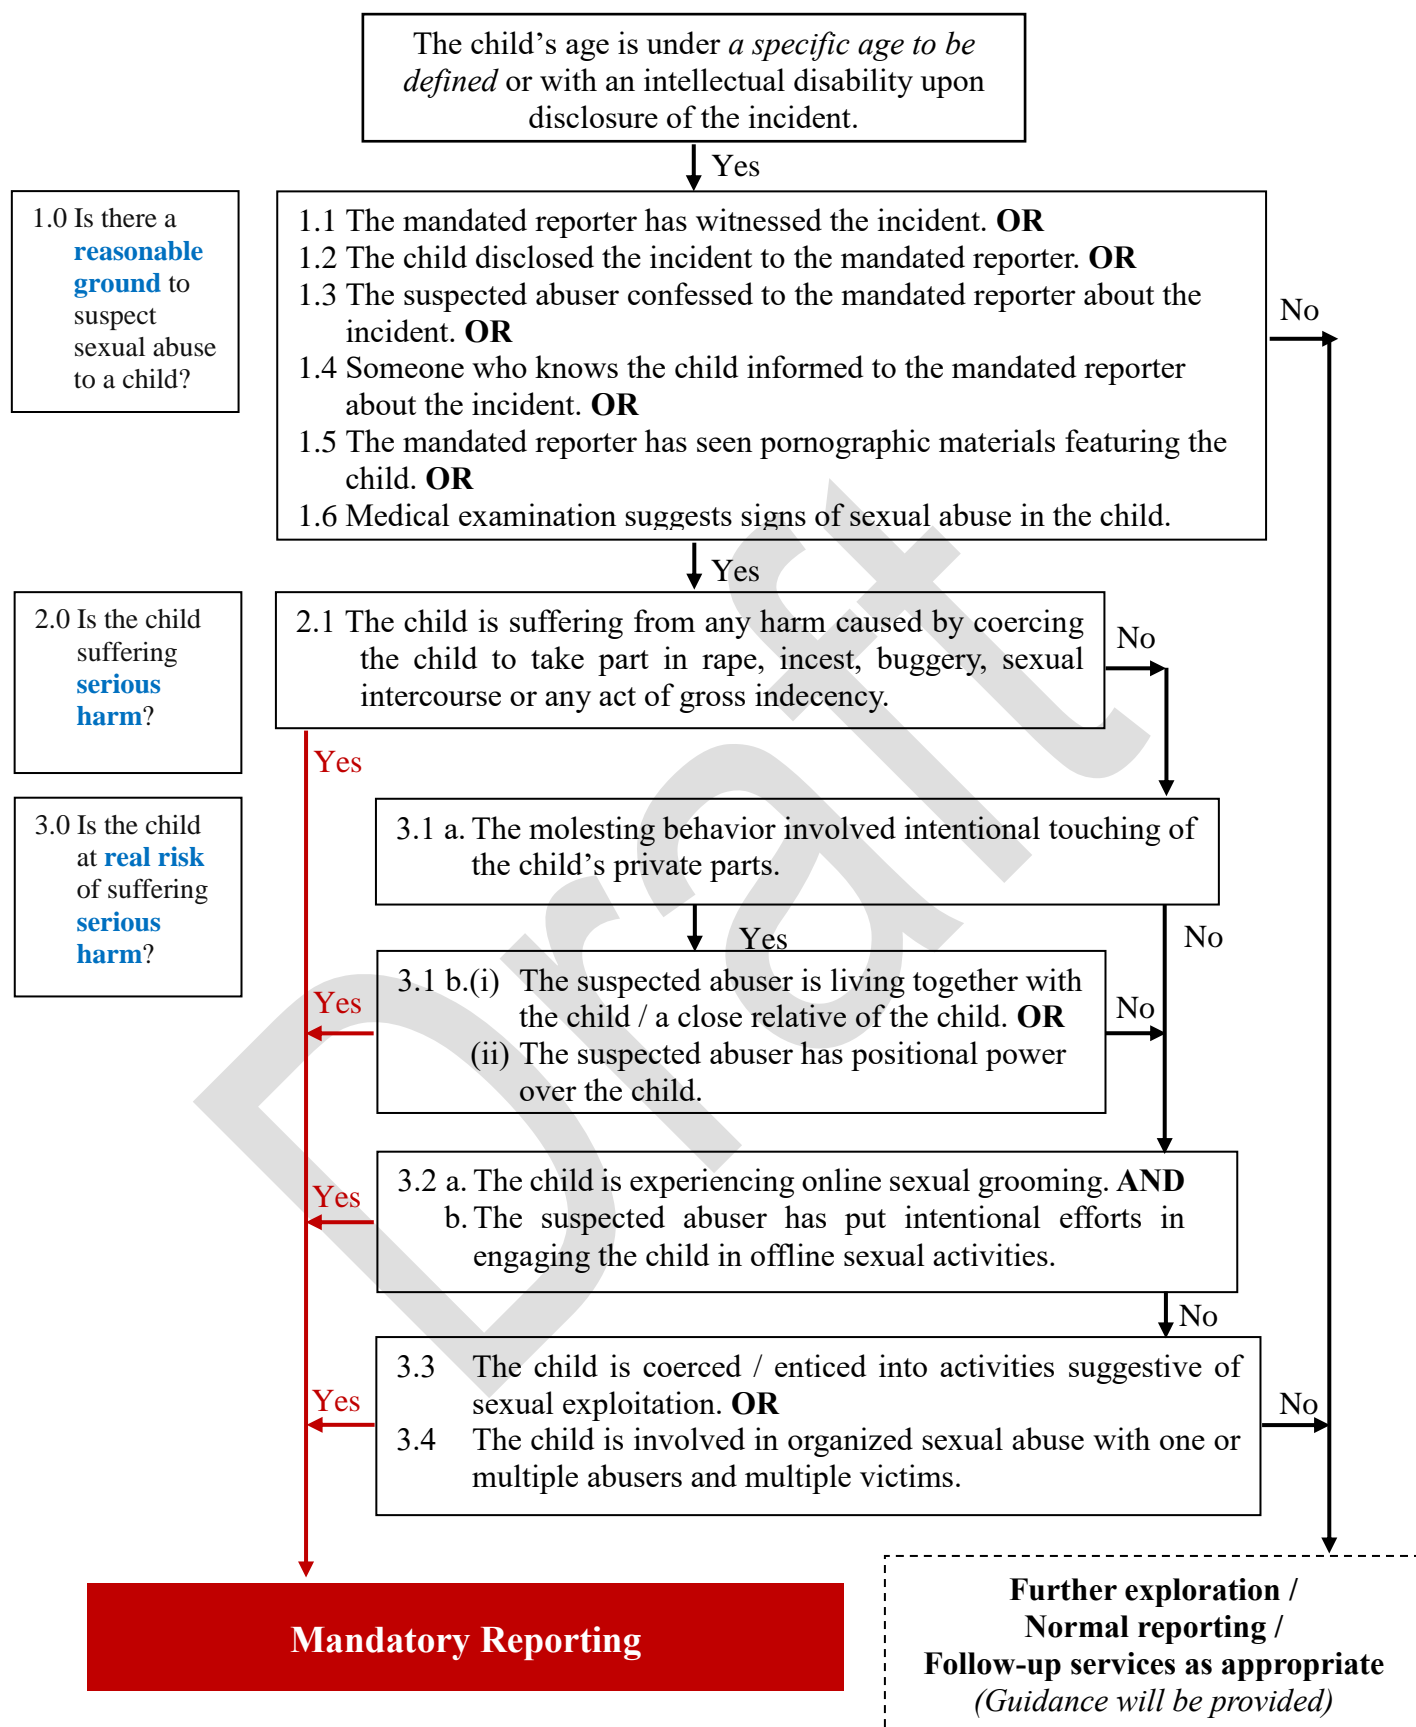 The child’s age is under a specific age to be
defined or with an intellectual disability upon
disclosure of the incident.
Yes
1.0 Is there a
reasonable
ground to
suspect
sexual abuse
to a child?
1.1 The mandated reporter has witnessed the incident. OR
1.2 The child disclosed the incident to the mandated reporter. OR
1.3 The suspected abuser confessed to the mandated reporter about the
incident. OR
1.4 Someone who knows the child informed to the mandated reporter
about the incident. OR
1.5 The mandated reporter has seen pornographic materials featuring the
child. OR
1.6 Medical examination suggests signs of sexual abuse in the child.
No
Yes
2.0 Is the child
suffering
serious
harm?
2.1 The child is suffering from any harm caused by coercing
the child to take part in rape, incest, buggery, sexual
intercourse or any act of gross indecency.
No
Yes
3.0 Is the child
at real risk
of suffering
serious
harm?
3.1 a. The molesting behavior involved intentional touching of
the child’s private parts.
Yes
No
3.1 b.(i) The suspected abuser is living together with
the child / a close relative of the child. OR
(ii) The suspected abuser has positional power
over the child.
Yes
No
3.2 a. The child is experiencing online sexual grooming. AND
b. The suspected abuser has put intentional efforts in
engaging the child in offline sexual activities.
Yes
No
3.3 The child is coerced / enticed into activities suggestive of
sexual exploitation. OR
3.4 The child is involved in organized sexual abuse with one or
multiple abusers and multiple victims.
Yes
No
Mandatory Reporting
Further exploration /
Normal reporting /
Follow-up services as appropriate
(Guidance will be provided)
Draft